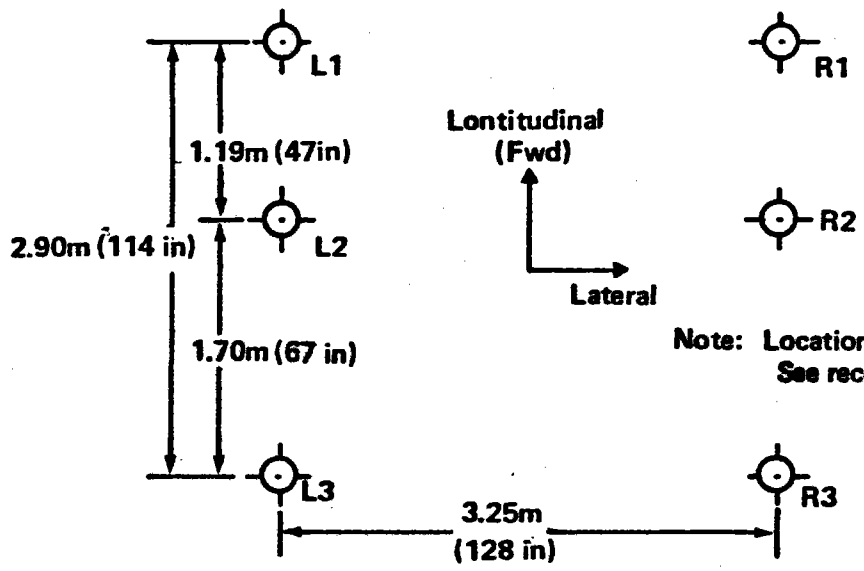 L1
R1
1.19m (47in)
Lontitudinal
(Fwd)
2.90m (114 in)
L2
R2
Lateral
1.70m (67 in)
Note: Location
See rec
L3
R3
3.25m
(128 in)